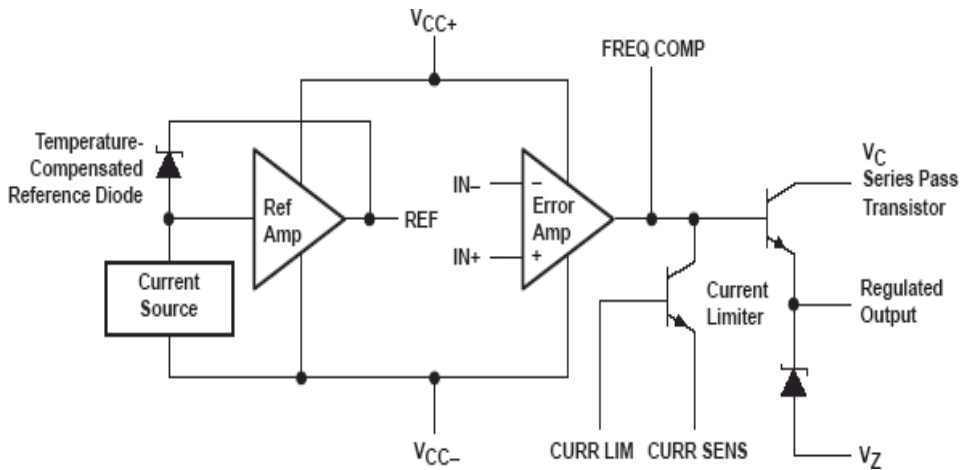 VCC+
FREQ COMP
Temperature-
Compensated
Reference Diode
Ref
Amp
REF
IN–
–
Error
Amp
IN+
+
VC
Series Pass
Transistor
Current
Source
Current
Limiter
Regulated
Output
VCC–
CURR LIM
CURR SENS
VZ